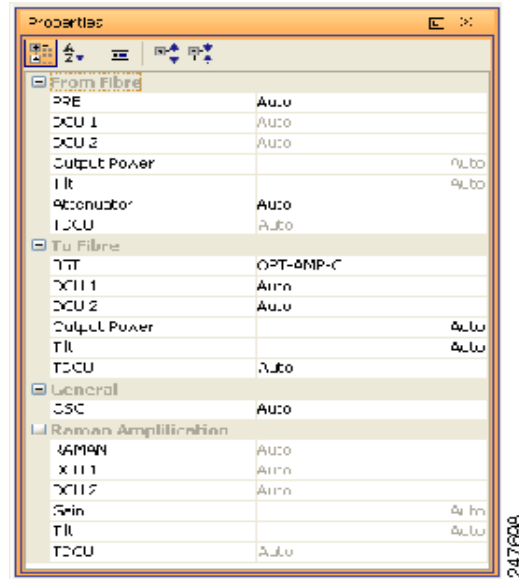 Properties
From Fibre
PRE Auto
DCU 1 Auto
DCU 2 Auto
Output Power Auto
Tilt Auto
Attenuator Auto
TDCU Auto
To Fibre
BST OPT-AMP-C
DCU 1 Auto
DCU 2 Auto
Output Power Auto
Tilt Auto
TDCU Auto
General
OSC Auto
Raman Amplification
RAMAN Auto
DCU 1 Auto
DCU 2 Auto
Gain Auto
Tilt Auto
TDCU Auto